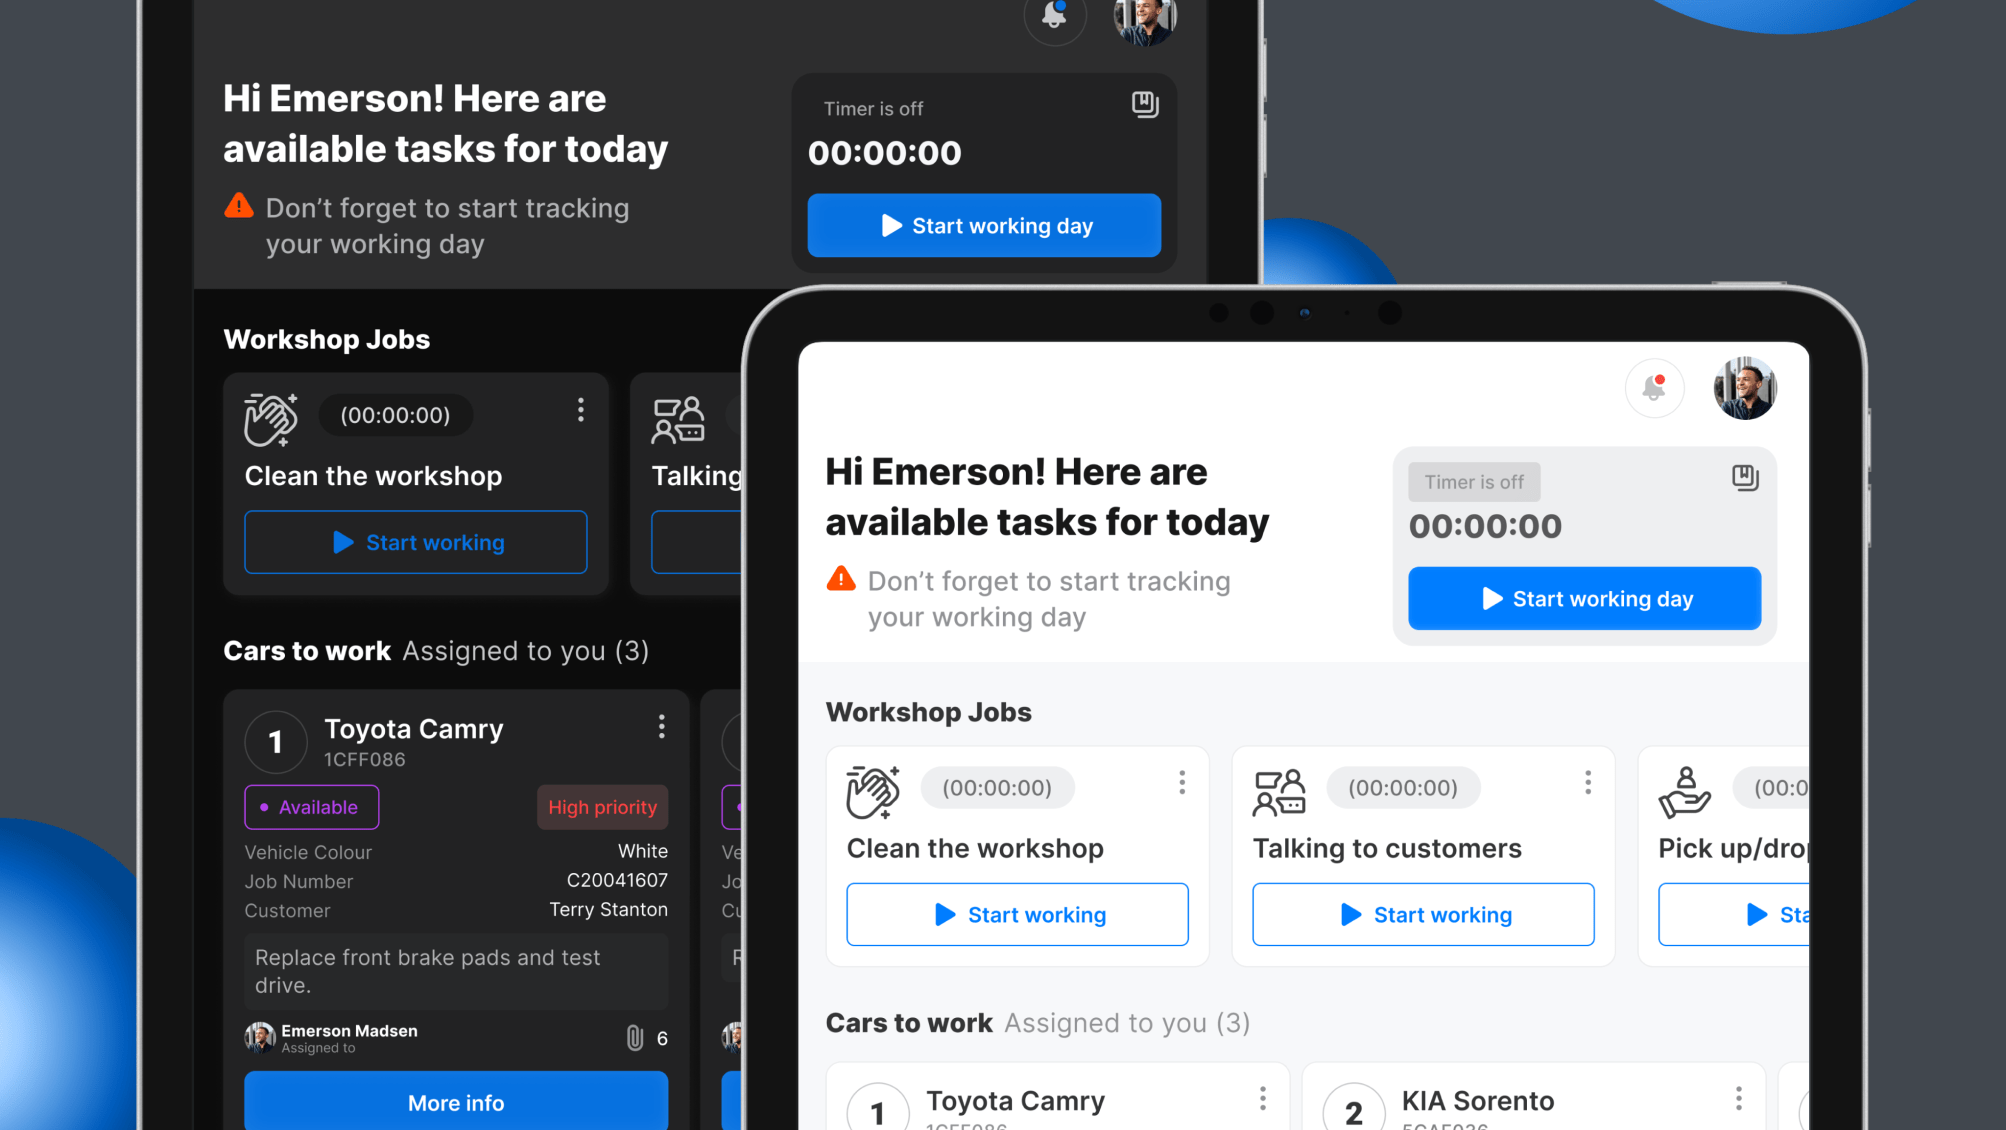 Hi Emerson! Here are
available tasks for today
Don't forget to start tracking
your working day
Timer is off
00:00:00
Start working day
Workshop Jobs
(00:00:00)
Clean the workshop
Start working
Talking
Cars to work Assigned to you (3)
1
Toyota Camry
1CFF086
Available
High priority
Vehicle Colour White
Job Number C20041607
Customer Terry Stanton
Replace front brake pads and test
drive.
Emerson Madsen
Assigned to
6
More info
Hi Emerson! Here are
available tasks for today
Don't forget to start tracking
your working day
Timer is off
00:00:00
Start working day
Workshop Jobs
(00:00:00)
Clean the workshop
Start working
(00:00:00)
Talking to customers
Start working
(00:0
Pick up/dro
Sta
Cars to work Assigned to you (3)
1
Toyota Camry
2
KIA Sorento